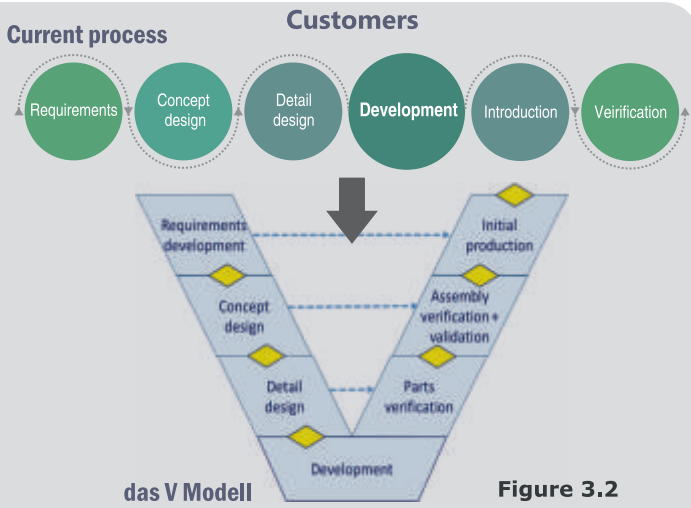 Customers
Current process
Requirements
Concept
design
Detail
design
Development
Introduction
Veirification
Requirements
development
Initial
production
Concept
design
Assembly
verification +
validation
Detail
design
Parts
verification
Development
das V Modell
Figure 3.2